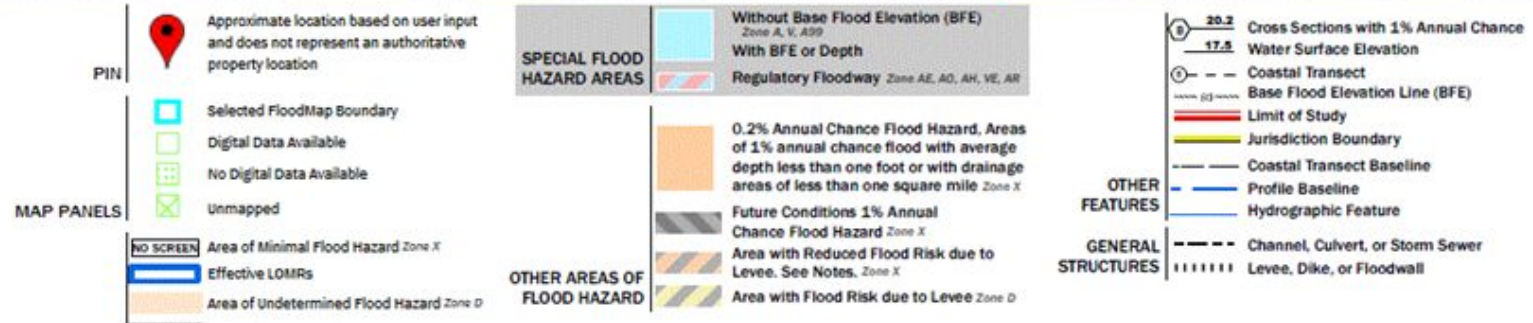 PIN
Approximate location based on user input
and does not represent an authoritative
property location
MAP PANELS
Selected FloodMap Boundary
Digital Data Available
No Digital Data Available
Unmapped
NO SCREEN Area of Minimal Flood Hazard Zone X
Effective LOMRs
Area of Undetermined Flood Hazard Zone D
SPECIAL FLOOD
HAZARD AREAS
Without Base Flood Elevation (BFE)
Zone A, V, A99
With BFE or Depth
Regulatory Floodway Zone AE, AO, AH, VE, AR
OTHER AREAS OF
FLOOD HAZARD
0.2% Annual Chance Flood Hazard, Areas
of 1% annual chance flood with average
depth less than one foot or with drainage
areas of less than one square mile Zone X
Future Conditions 1% Annual
Chance Flood Hazard Zone X
Area with Reduced Flood Risk due to
Levee. See Notes. Zone X
Area with Flood Risk due to Levee Zone D
OTHER
FEATURES
20.2 Cross Sections with 1% Annual Chance
17.5 Water Surface Elevation
Coastal Transect
Base Flood Elevation Line (BFE)
Limit of Study
Jurisdiction Boundary
Coastal Transect Baseline
Profile Baseline
Hydrographic Feature
GENERAL
STRUCTURES
Channel, Culvert, or Storm Sewer
Levee, Dike, or Floodwall